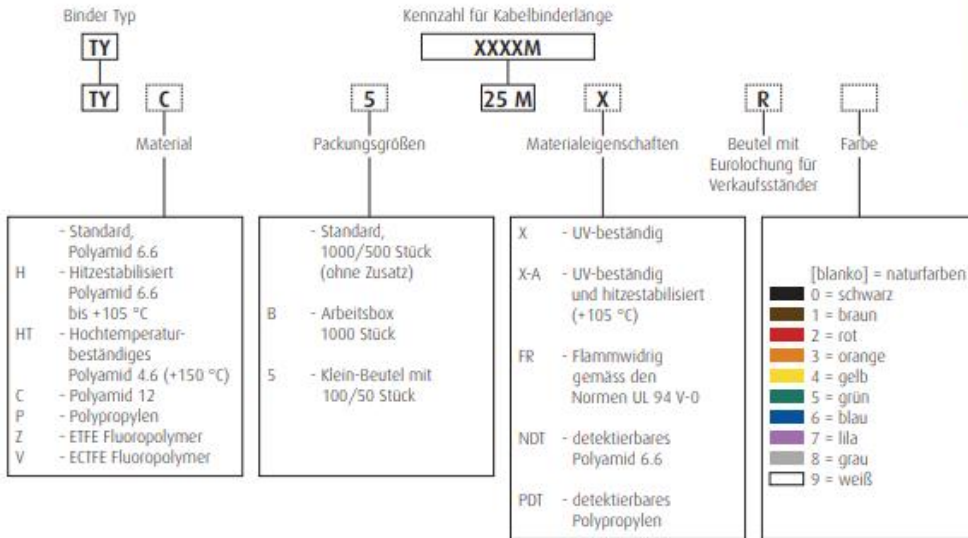 Binder Typ
Kennzahl für Kabelbinderlänge
TY
XXXXM
TY C 5 25 M X R
Material
Packungsgrößen
Materialeigenschaften
Beutel mit
Eurolochung für
Verkaufsständer
Farbe
- Standard,
Polyamid 6.6
H - Hitzestabilisiert
Polyamid 6.6
bis +105 °C
HT - Hochtemperatur-
beständiges
Polyamid 4.6 (+150 °C)
C - Polyamid 12
P - Polypropylen
Z - ETFE Fluoropolymer
V - ECTFE Fluoropolymer
- Standard,
1000/500 Stück
(ohne Zusatz)
B - Arbeitsbox
1000 Stück
5 - Klein-Beutel mit
100/50 Stück
X - UV-beständig
X-A - UV-beständig
und hitzestabilisiert
(+105 °C)
FR - Flammwidrig
gemäss den
Normen UL 94 V-0
NDT - detektierbares
Polyamid 6.6
PDT - detektierbares
Polypropylen
[blanko] = naturfarben
0 = schwarz
1 = braun
2 = rot
3 = orange
4 = gelb
5 = grün
6 = blau
7 = lila
8 = grau
9 = weiß